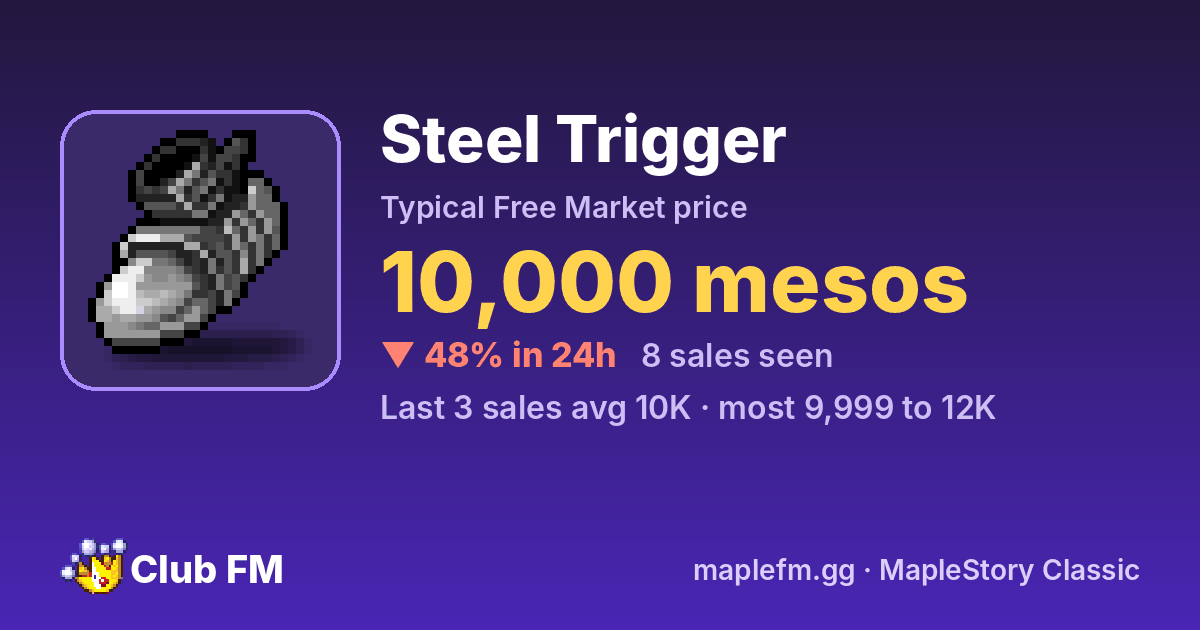 Steel Trigger
Typical Free Market price
10,000 mesos
▼ 48% in 24h 8 sales seen
Last 3 sales avg 10K · most 9,999 to 12K
Club FM
maplefm.gg · MapleStory Classic